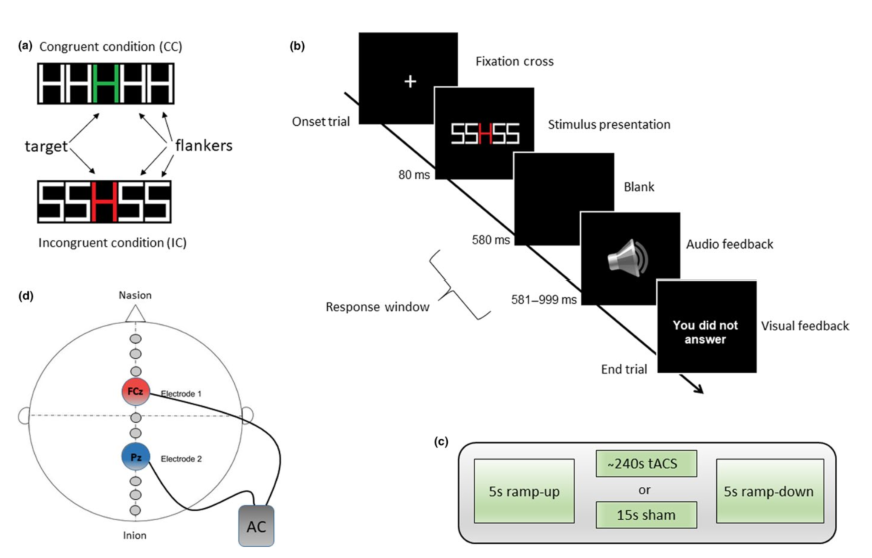 (a) Congruent condition (CC)
HHHHH
target
flankers
SSHSS
Incongruent condition (IC)
(b)
Fixation cross
Onset trial
SSHSS
Stimulus presentation
80 ms
Blank
580 ms
Audio feedback
Response window
581–999 ms
You did not
answer
Visual feedback
End trial
(c)
5s ramp-up
~240s tACS
or
15s sham
5s ramp-down
(d)
Nasion
FCz
Electrode 1
Pz
Electrode 2
AC
Inion